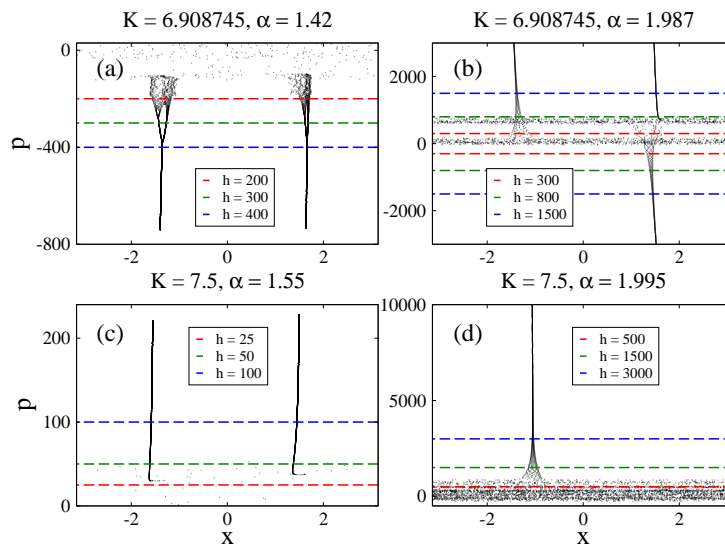 K = 6.908745, α = 1.42
K = 6.908745, α = 1.987
(a)
(b)
p
0
-400
-800
h = 200
h = 300
h = 400
-2
0
2
x
2000
0
-2000
h = 300
h = 800
h = 1500
-2
0
2
K = 7.5, α = 1.55
K = 7.5, α = 1.995
(c)
(d)
p
200
100
0
h = 25
h = 50
h = 100
-2
0
2
x
10000
5000
0
h = 500
h = 1500
h = 3000
-2
0
2
x